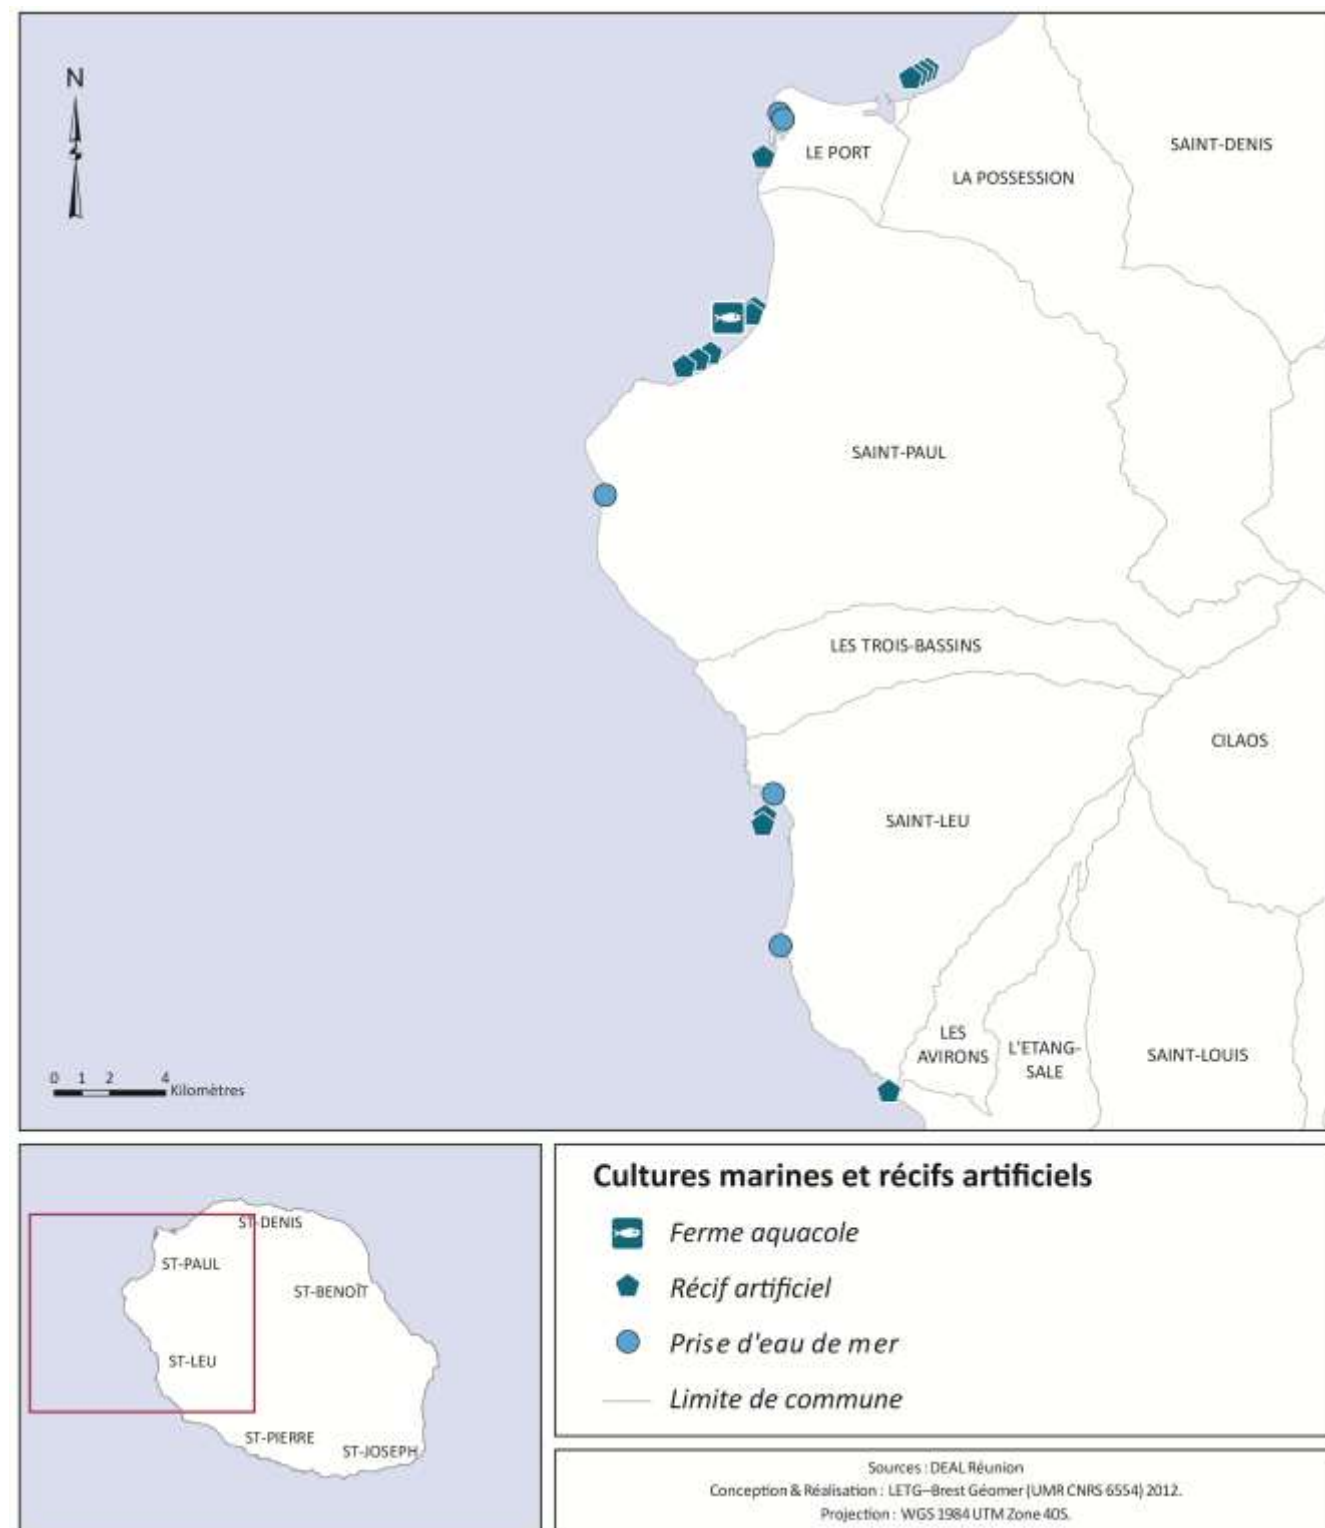 N
SAINT-DENIS
LE PORT
LA POSSESSION
SAINT-PAUL
LES TROIS-BASSINS
CILAOS
SAINT-LEU
LES
AVIRONS
L'ETANG-
SALE
SAINT-LOUIS
0 1 2 4
Kilomètres
ST-DENIS
ST-PAUL
ST-BENOÎT
ST-LEU
ST-PIERRE
ST-JOSEPH
Cultures marines et récifs artificiels
Ferme aquacole
Récif artificiel
Prise d'eau de mer
Limite de commune
Sources : DEAL Réunion
Conception & Réalisation : LETG–Brest Géomer (UMR CNRS 6554) 2012.
Projection : WGS 1984 UTM Zone 40S.